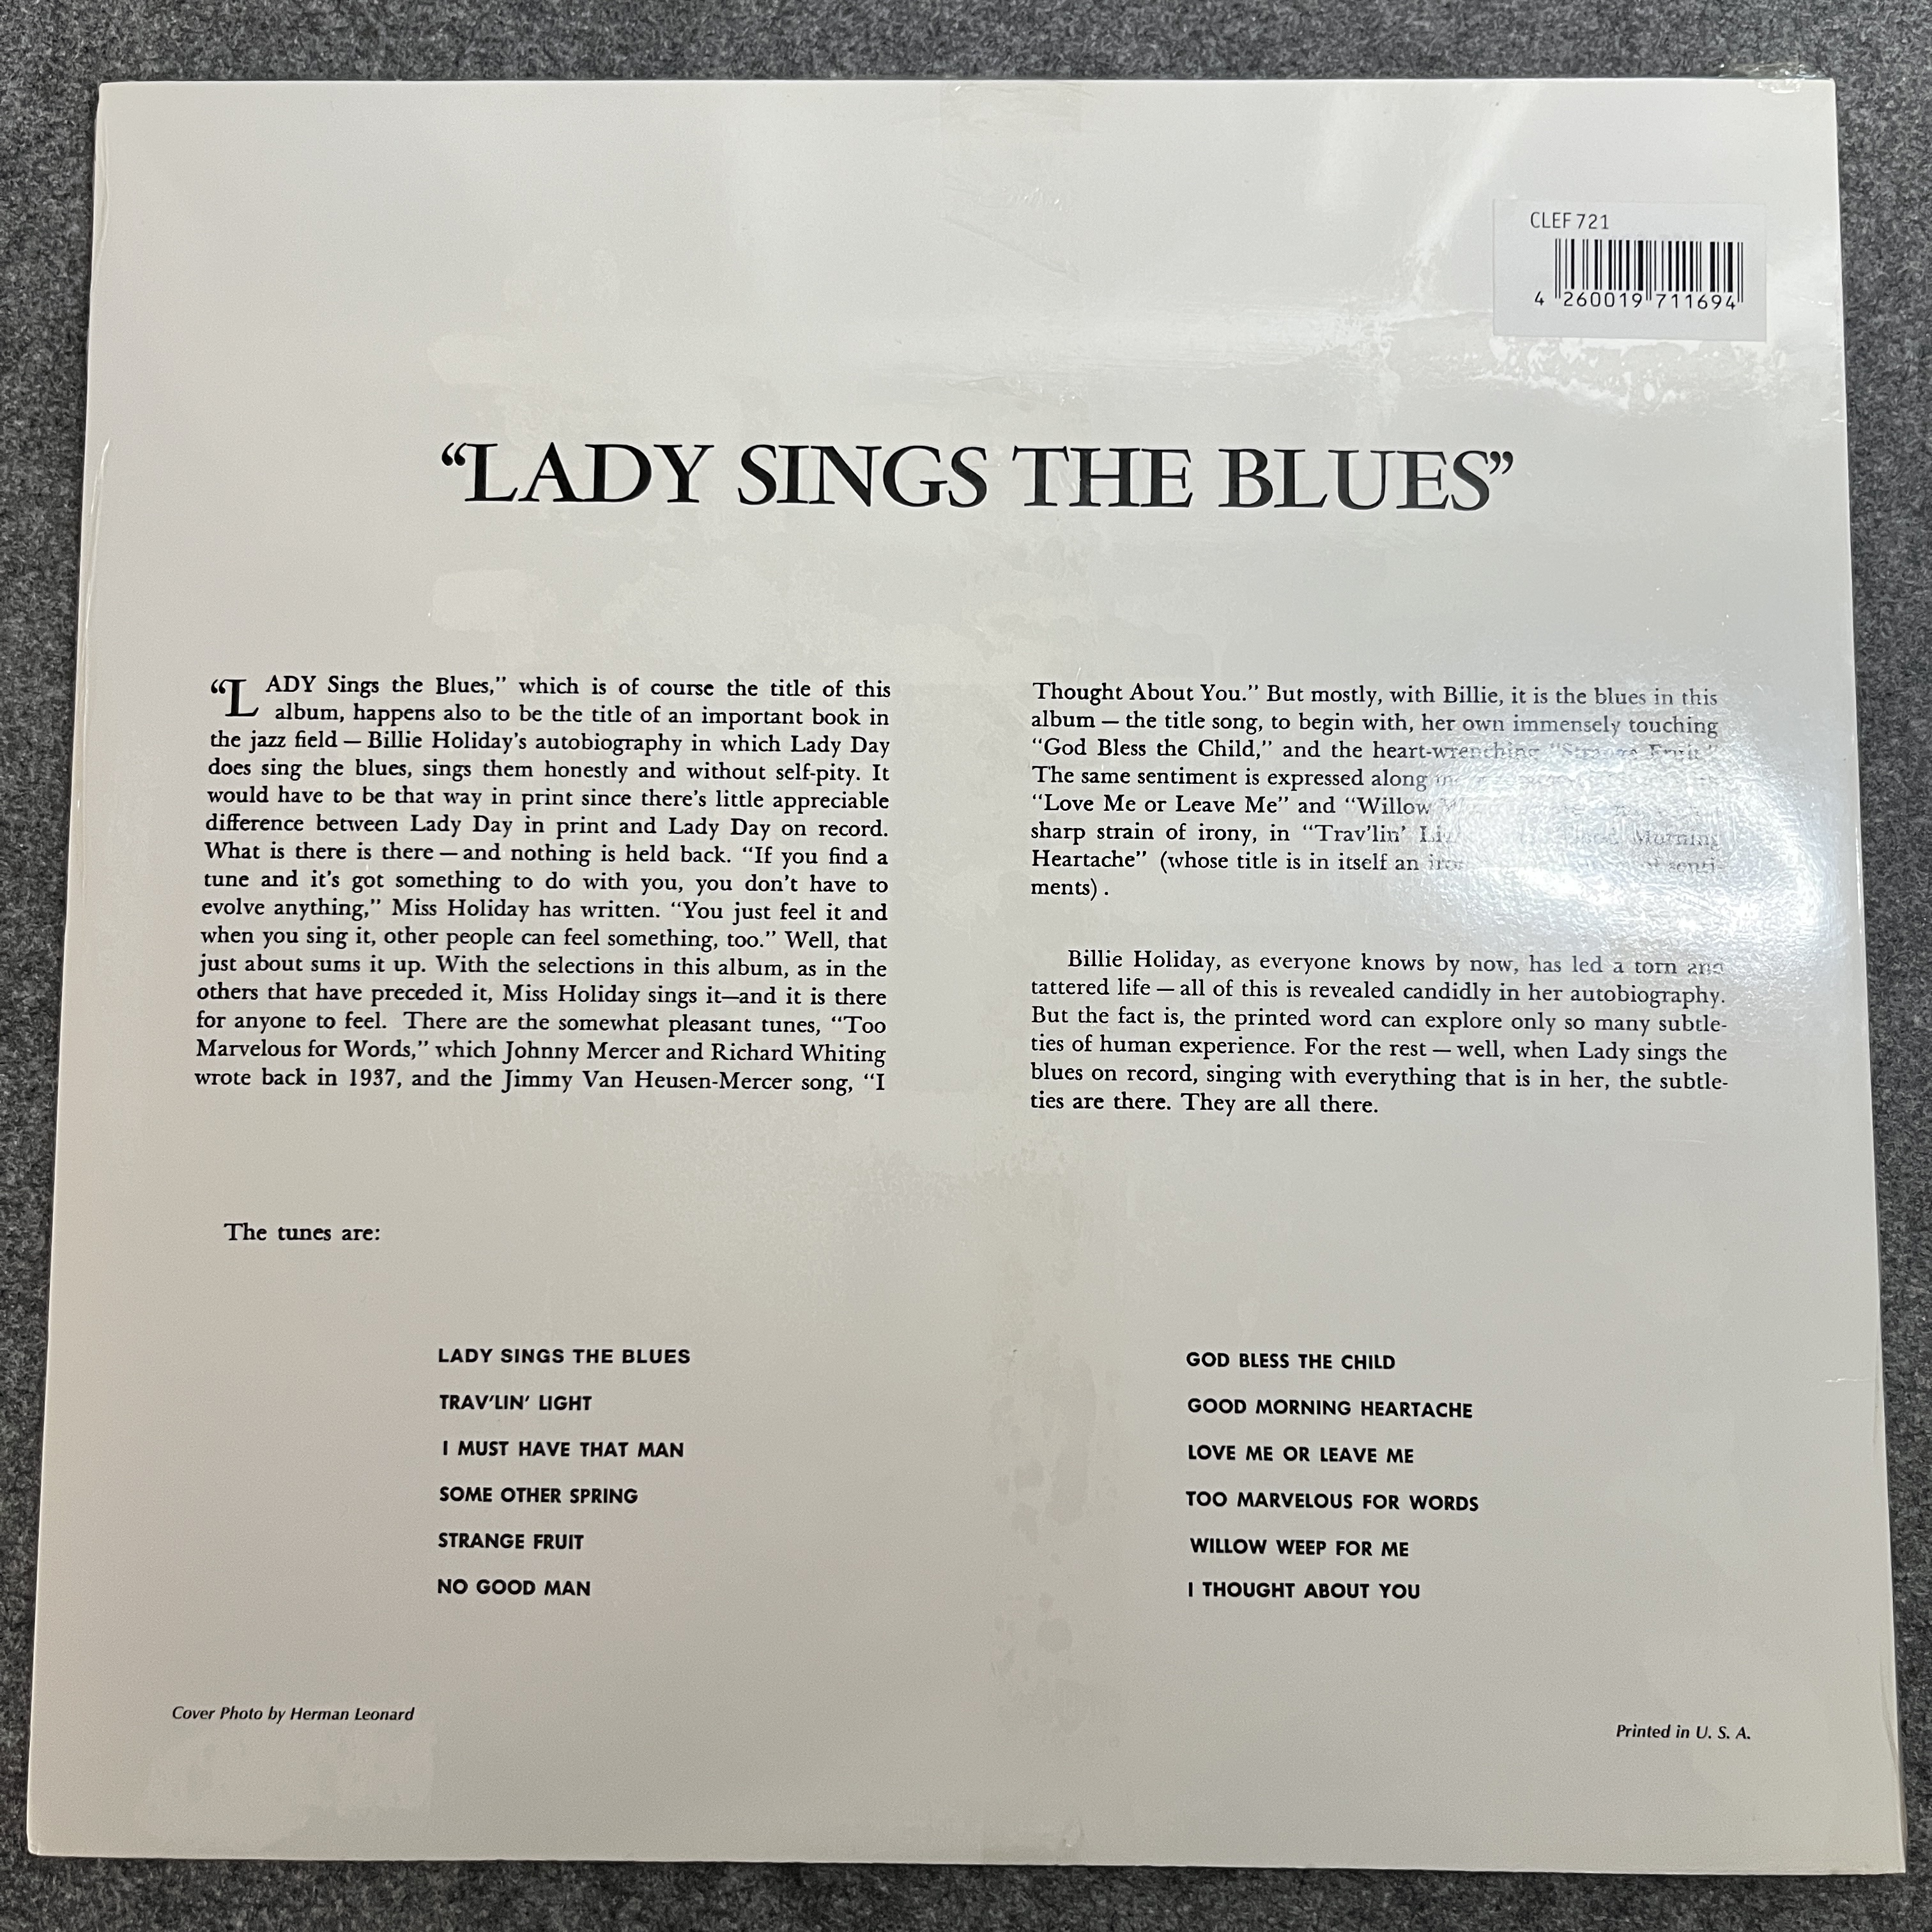 CLEF 721
4 260019 711694
“LADY SINGS THE BLUES”
“LADY Sings the Blues,” which is of course the title of this
album, happens also to be the title of an important book in
the jazz field — Billie Holiday’s autobiography in which Lady Day
does sing the blues, sings them honestly and without self-pity. It
would have to be that way in print since there’s little appreciable
difference between Lady Day in print and Lady Day on record.
What is there is there — and nothing is held back. “If you find a
tune and it’s got something to do with you, you don’t have to
evolve anything,” Miss Holiday has written. “You just feel it and
when you sing it, other people can feel something, too.” Well, that
just about sums it up. With the selections in this album, as in the
others that have preceded it, Miss Holiday sings it—and it is there
for anyone to feel. There are the somewhat pleasant tunes, “Too
Marvelous for Words,” which Johnny Mercer and Richard Whiting
wrote back in 1937, and the Jimmy Van Heusen-Mercer song, “I
Thought About You.” But mostly, with Billie, it is the blues in this
album — the title song, to begin with, her own immensely touching
“God Bless the Child,” and the heart-wrenching “Strange Fruit.”
The same sentiment is expressed along
“Love Me or Leave Me” and “Willow
sharp strain of irony, in “Trav’lin’ Morning
Heartache” (whose title is in itself an senti-
ments) .
Billie Holiday, as everyone knows by now, has led a torn and
tattered life — all of this is revealed candidly in her autobiography.
But the fact is, the printed word can explore only so many subtle-
ties of human experience. For the rest — well, when Lady sings the
blues on record, singing with everything that is in her, the subtle-
ties are there. They are all there.
The tunes are:
LADY SINGS THE BLUES
TRAV’LIN’ LIGHT
I MUST HAVE THAT MAN
SOME OTHER SPRING
STRANGE FRUIT
NO GOOD MAN
GOD BLESS THE CHILD
GOOD MORNING HEARTACHE
LOVE ME OR LEAVE ME
TOO MARVELOUS FOR WORDS
WILLOW WEEP FOR ME
I THOUGHT ABOUT YOU
Cover Photo by Herman Leonard
Printed in U. S. A.